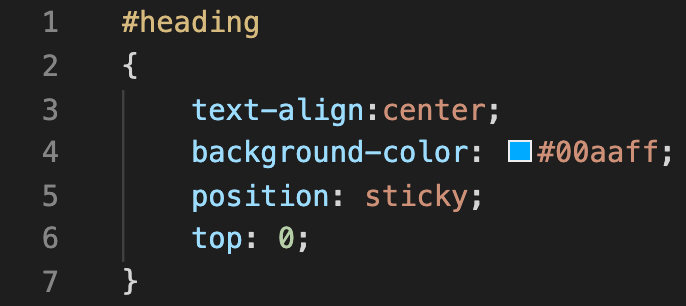 1 #heading
2 {
3 text-align:center;
4 background-color: #00aaff;
5 position: sticky;
6 top: 0;
7 }